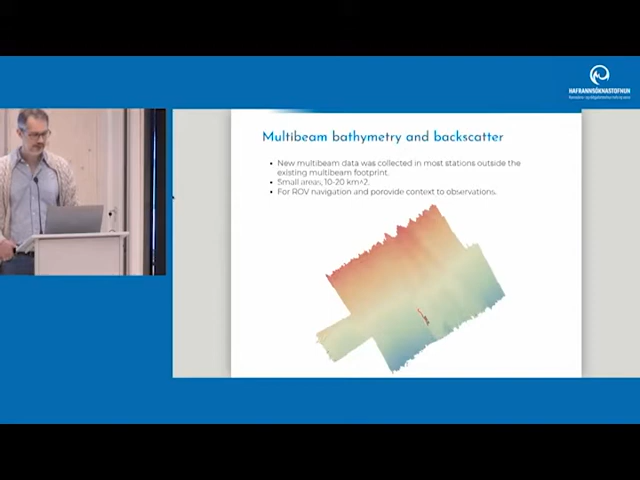 HAFRANNSÓKNASTOFNUN
Multibeam bathymetry and backscatter
• New multibeam data was collected in most stations outside the
existing multibeam footprint.
• Small areas, 10-20 km^2.
• For ROV navigation and porovide context to observations.